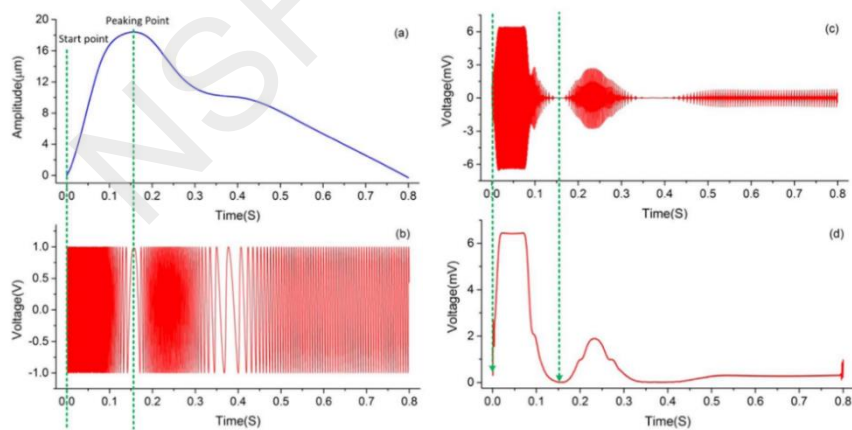 Peaking Point
Start point
(a)
20
16
12
8
4
0
Amplitude(μm)
0.0 0.1 0.2 0.3 0.4 0.5 0.6 0.7 0.8
Time(S)
(b)
1.0
0.5
0.0
-0.5
-1.0
Voltage(V)
0.0 0.1 0.2 0.3 0.4 0.5 0.6 0.7 0.8
Time(S)
(c)
6
3
0
-3
-6
Voltage(mV)
0.0 0.1 0.2 0.3 0.4 0.5 0.6 0.7 0.8
Time(S)
(d)
6
4
2
0
Voltage(mV)
0.0 0.1 0.2 0.3 0.4 0.5 0.6 0.7 0.8
Time(S)
NSF